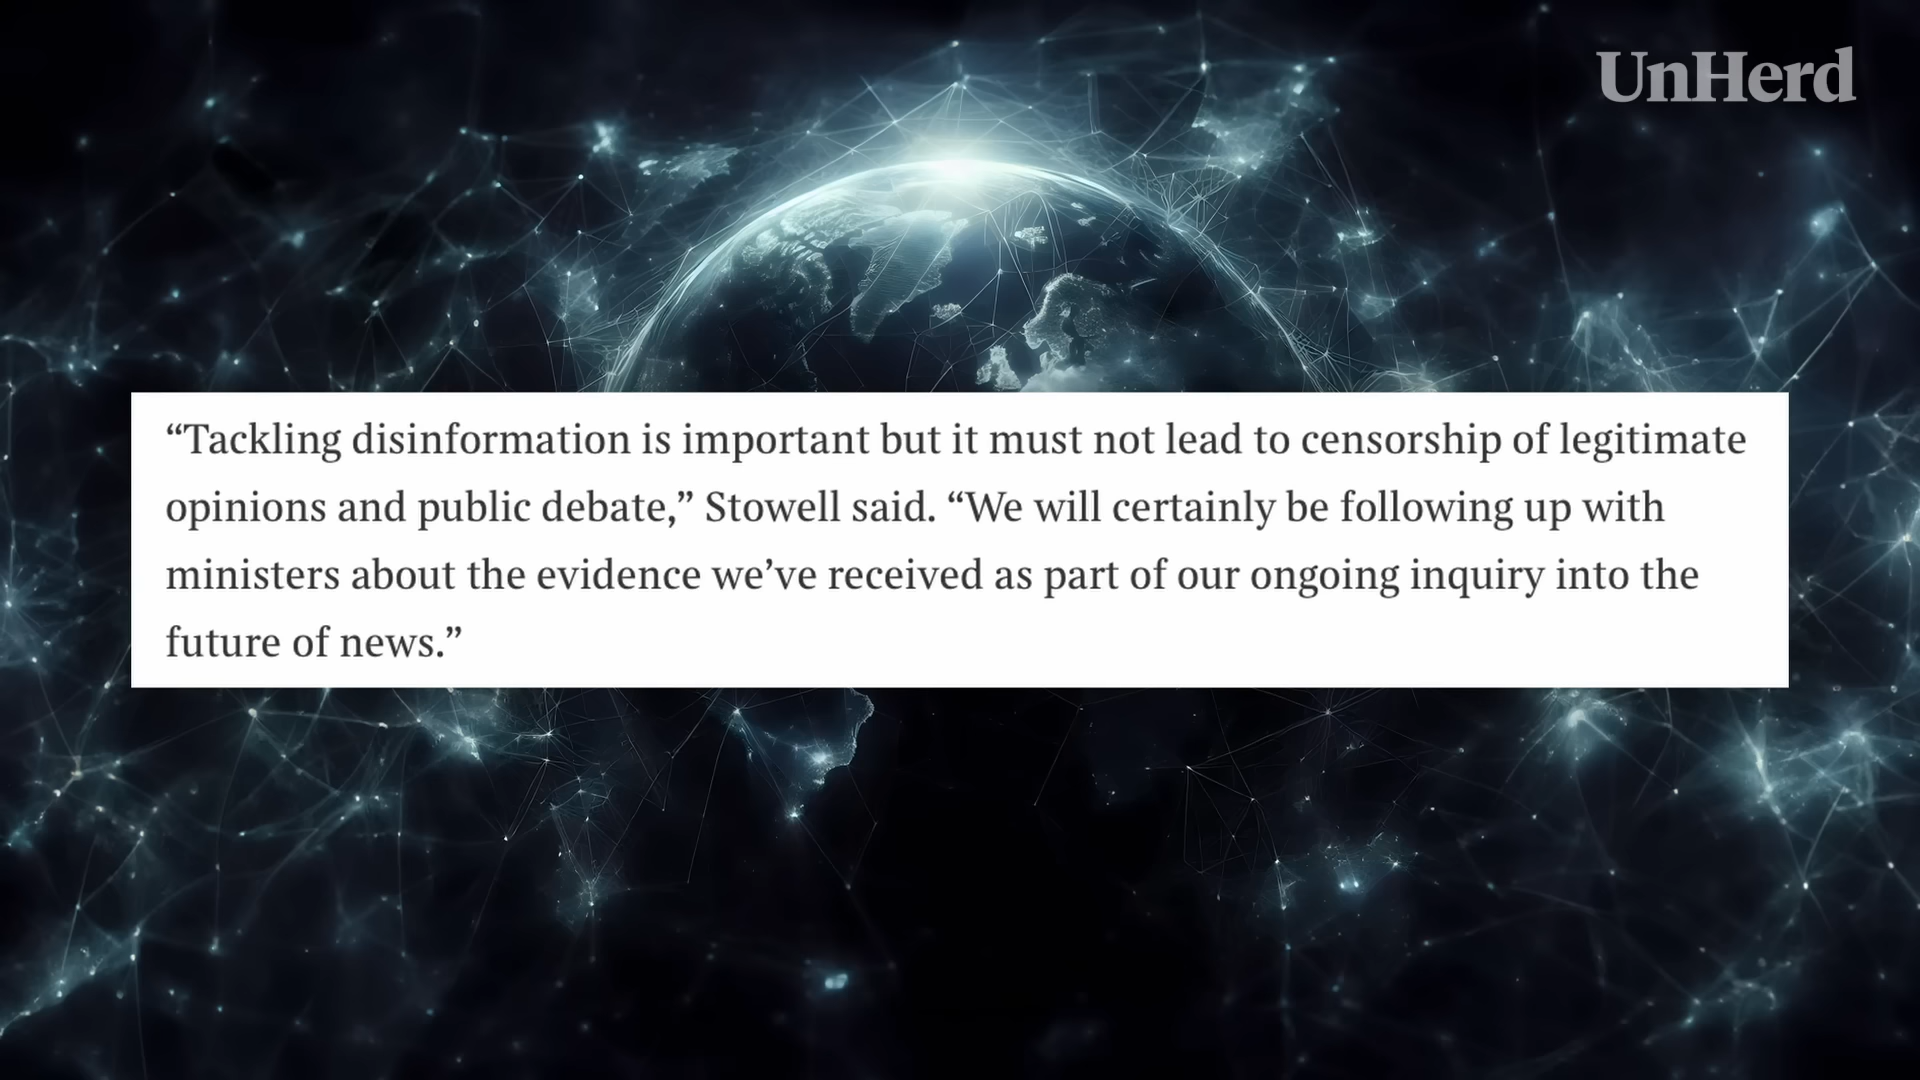 UnHerd
“Tackling disinformation is important but it must not lead to censorship of legitimate
opinions and public debate,” Stowell said. “We will certainly be following up with
ministers about the evidence we’ve received as part of our ongoing inquiry into the
future of news.”